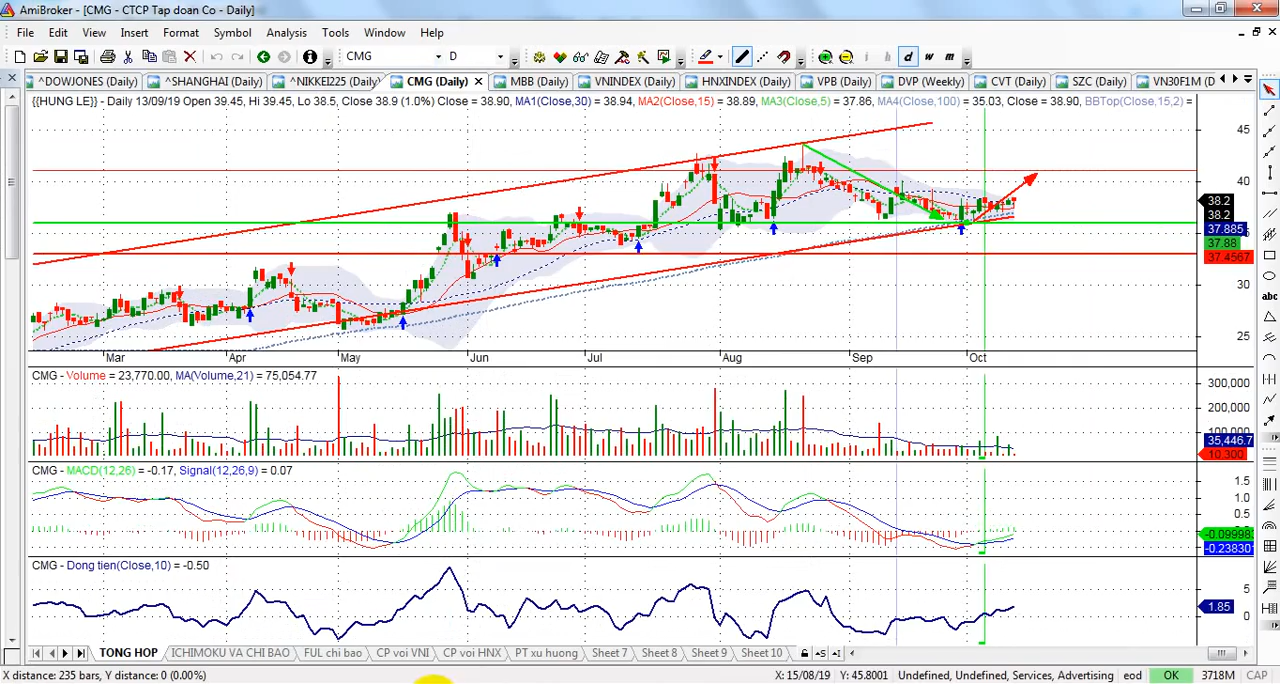 AmiBroker - [CMG - CTCP Tap doan Co - Daily]
File Edit View Insert Format Symbol Analysis Tools Window Help
CMG D i h d w m
^DOWJONES (Daily) ^SHANGHAI (Daily) ^NIKKEI225 (Daily) CMG (Daily) MBB (Daily) VNINDEX (Daily) HNXINDEX (Daily) VPB (Daily) DVP (Weekly) CVT (Daily) SZC (Daily) VN30F1M (D
{{HUNG LE}} - Daily 13/09/19 Open 39.45, Hi 39.45, Lo 38.5, Close 38.9 (1.0%) Close = 38.90, MA1(Close,30) = 38.94, MA2(Close,15) = 38.89, MA3(Close,5) = 37.86, MA4(Close,100) = 35.03, Close = 38.90, BBTop(Close,15,2) =
45
40
38.2
38.2
37.885
37.88
37.4567
30
25
abc
Mar Apr May Jun Jul Aug Sep Oct
CMG - Volume = 23,770.00, MA(Volume,21) = 75,054.77
300,000
200,000
100,000
35,446.7
10,300
CMG - MACD(12,26) = -0.17, Signal(12,26,9) = 0.07
1.5
1.0
0.5
-0.09998
-0.23830
CMG - Dong tien(Close,10) = -0.50
5
1.85
0
TONG HOP ICHIMOKU VA CHI BAO FUL chi bao CP voi VNI CP voi HNX PT xu huong Sheet 7 Sheet 8 Sheet 9 Sheet 10
X distance: 235 bars, Y distance: 0 (0.00%) X: 15/08/19 Y: 45.8001 Undefined, Undefined, Services, Advertising eod OK 3718M CAP